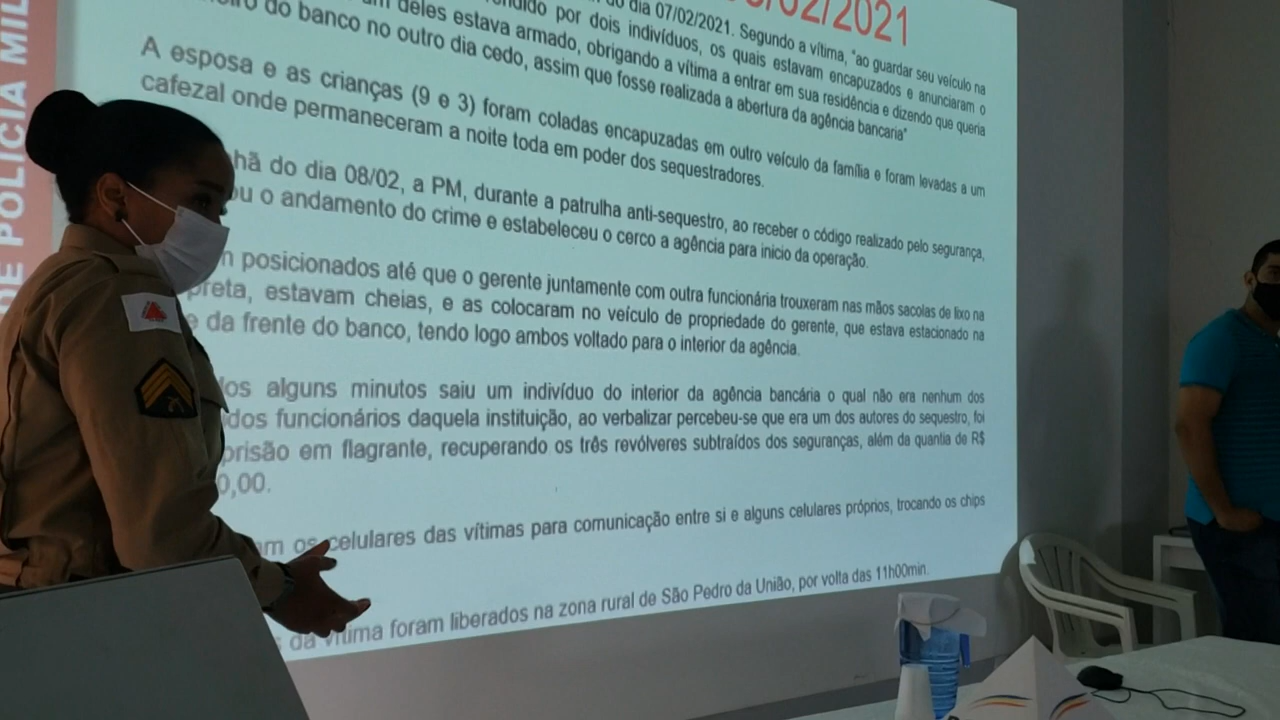 DE POLÍCIA MIL
/02/2021
do dia 07/02/2021. Segundo a vítima, "ao guardar seu veículo na
por dois indivíduos, os quais estavam encapuzados e anunciaram o
deles estava armado, obrigando a vítima a entrar em sua residência e dizendo que queria
do banco no outro dia cedo, assim que fosse realizada a abertura da agência bancaria"
A esposa e as crianças (9 e 3) foram coladas encapuzadas em outro veículo da família e foram levadas a um
cafezal onde permaneceram a noite toda em poder dos sequestradores.
hã do dia 08/02, a PM, durante a patrulha anti-sequestro, ao receber o código realizado pelo segurança,
ou o andamento do crime e estabeleceu o cerco a agência para inicio da operação.
m posicionados até que o gerente juntamente com outra funcionária trouxeram nas mãos sacolas de lixo na
preta, estavam cheias, e as colocaram no veículo de propriedade do gerente, que estava estacionado na
e da frente do banco, tendo logo ambos voltado para o interior da agência.
dos alguns minutos saiu um indivíduo do interior da agência bancária o qual não era nenhum dos
dos funcionários daquela instituição, ao verbalizar percebeu-se que era um dos autores do sequestro, foi
prisão em flagrante, recuperando os três revólveres subtraídos dos seguranças, além da quantia de R$
0,00.
am os celulares das vítimas para comunicação entre si e alguns celulares próprios, trocando os chips
da vítima foram liberados na zona rural de São Pedro da União, por volta das 11h00min.